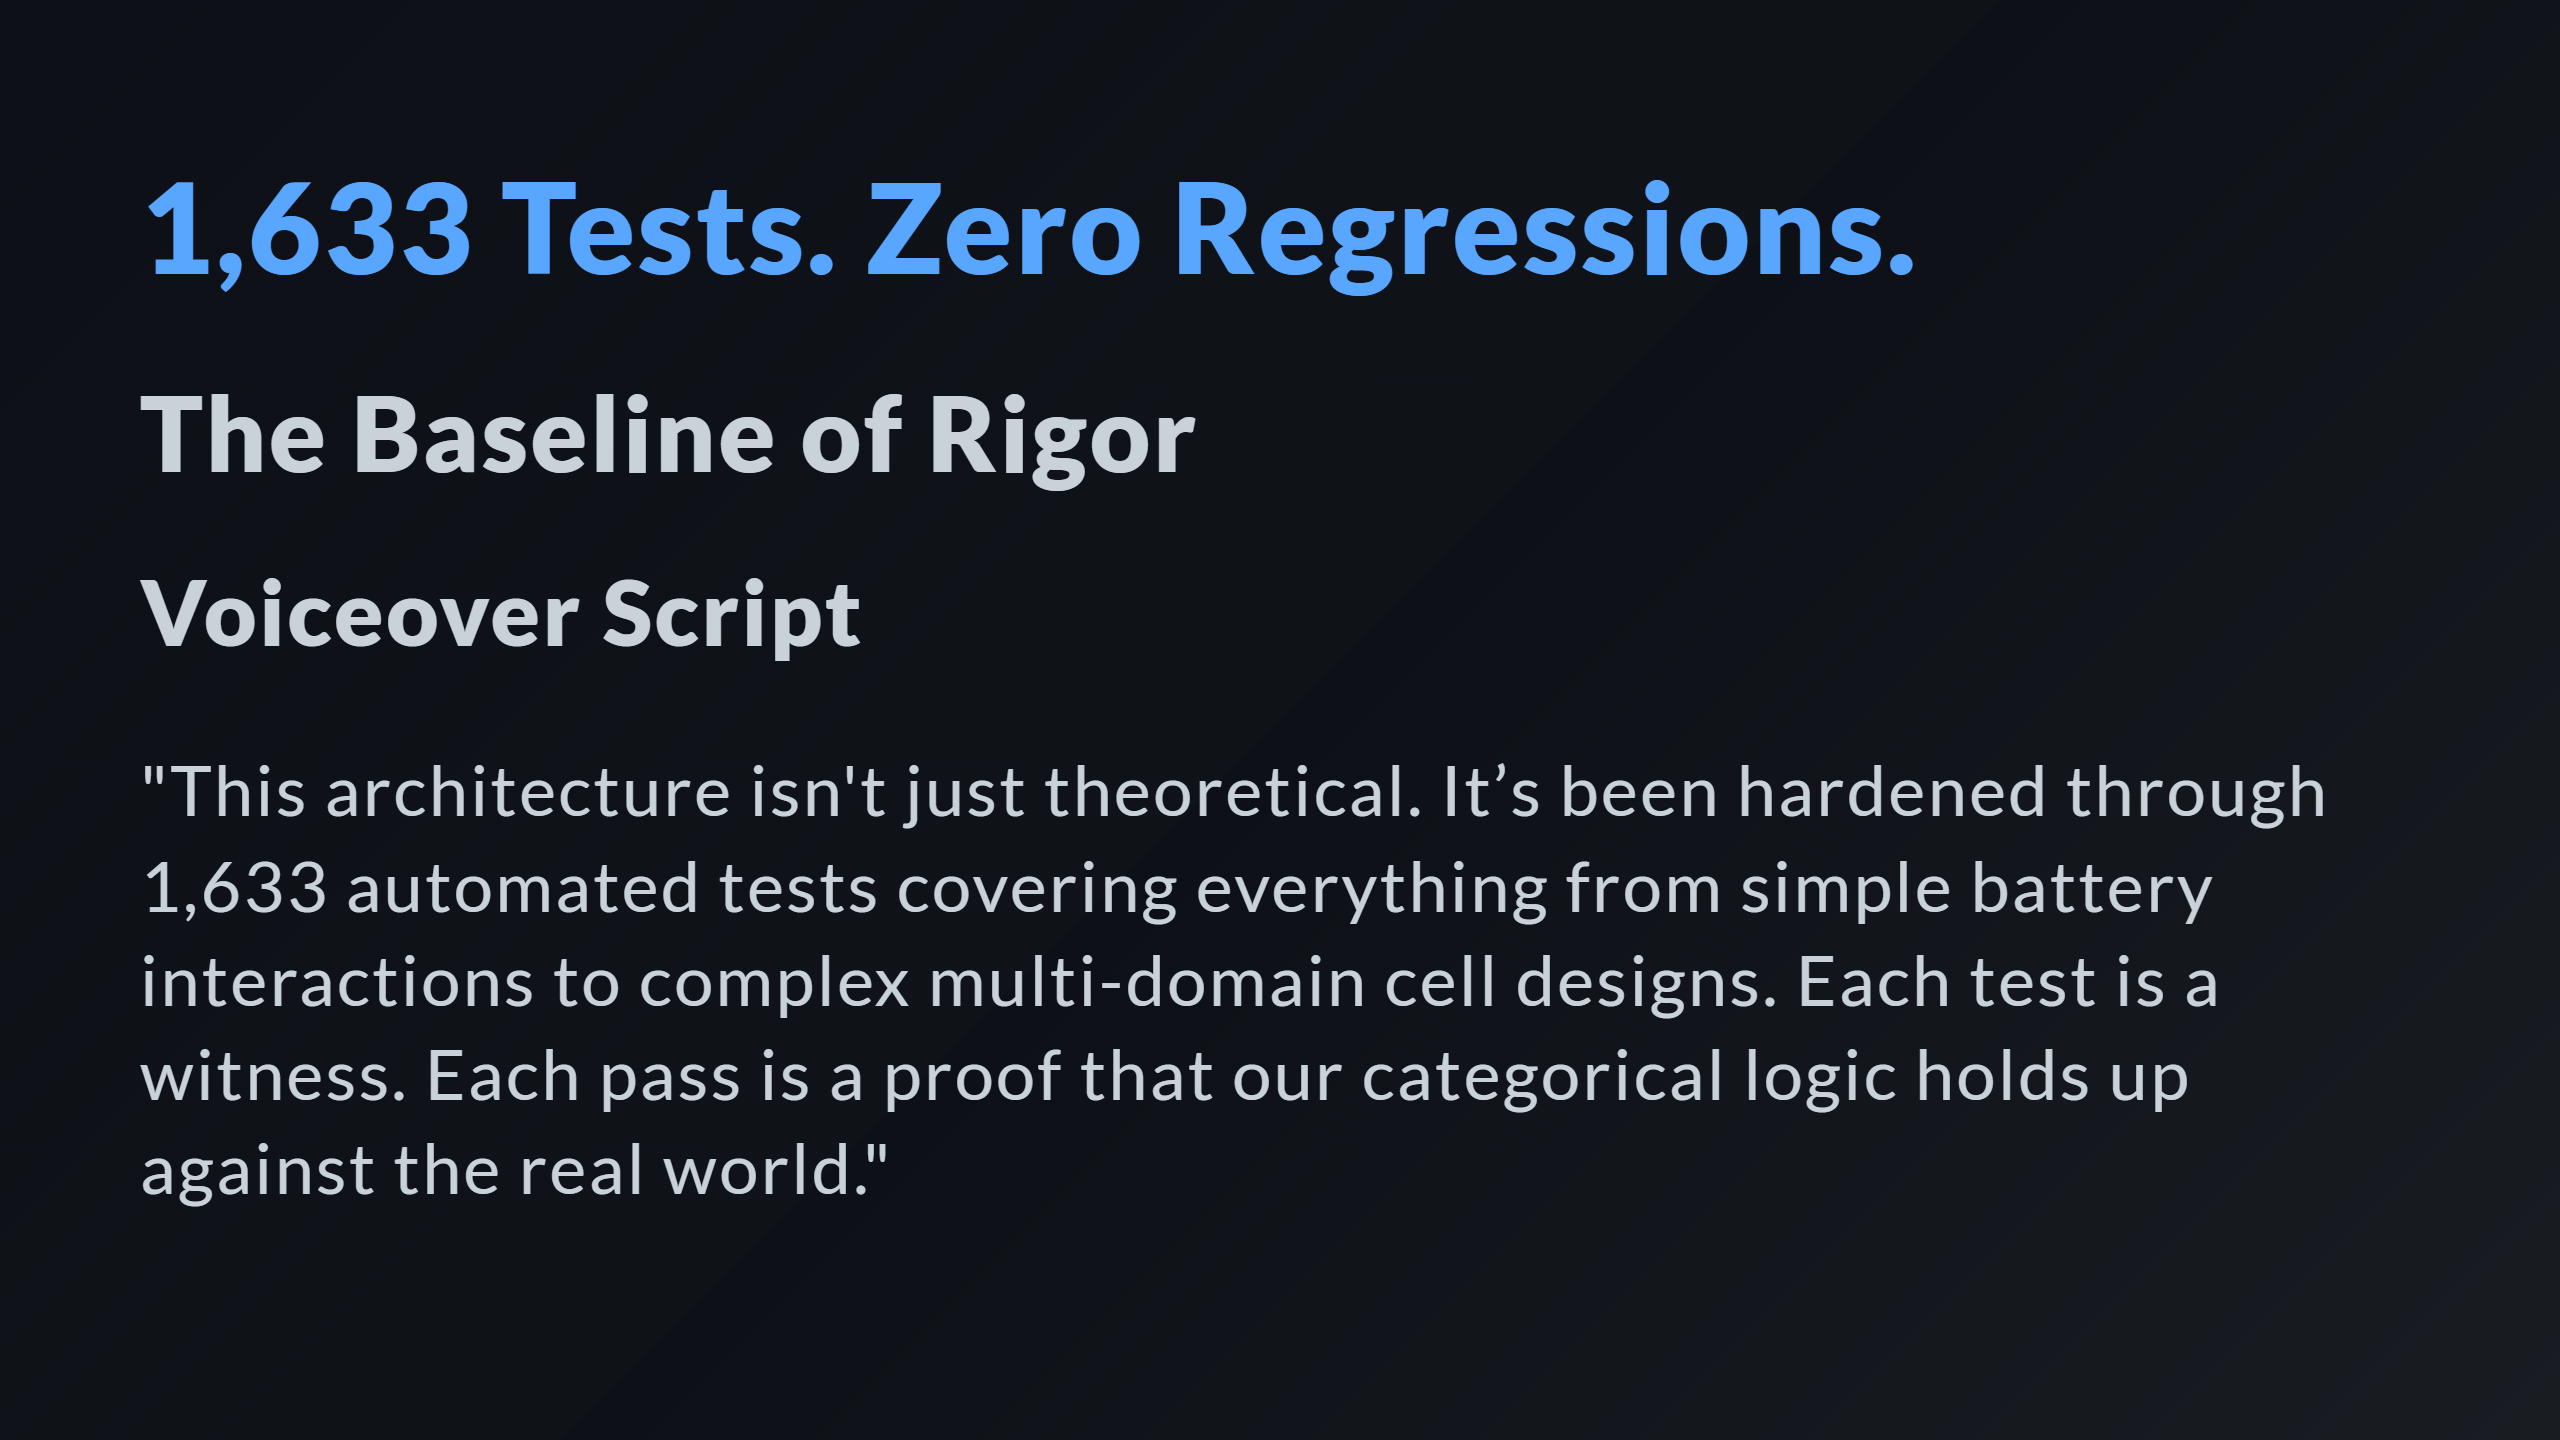 1,633 Tests. Zero Regressions.
The Baseline of Rigor
Voiceover Script
"This architecture isn't just theoretical. It’s been hardened through
1,633 automated tests covering everything from simple battery
interactions to complex multi-domain cell designs. Each test is a
witness. Each pass is a proof that our categorical logic holds up
against the real world."